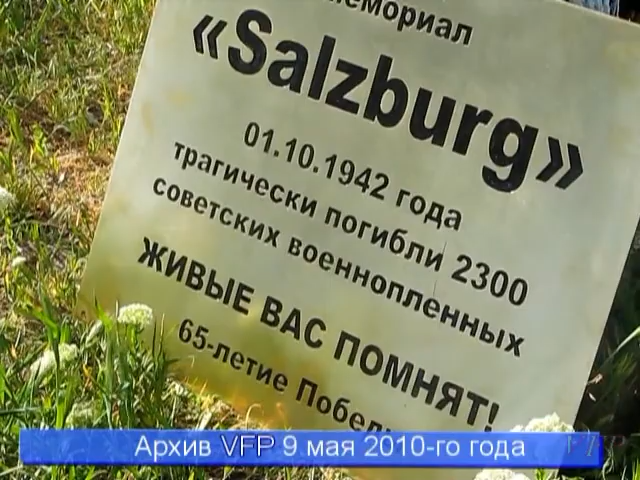 мемориал
«Salzburg»
01.10.1942 года
трагически погибли 2300
советских военнопленных
ЖИВЫЕ ВАС ПОМНЯТ!
65-летие
Архив VFP 9 мая 2010-го года